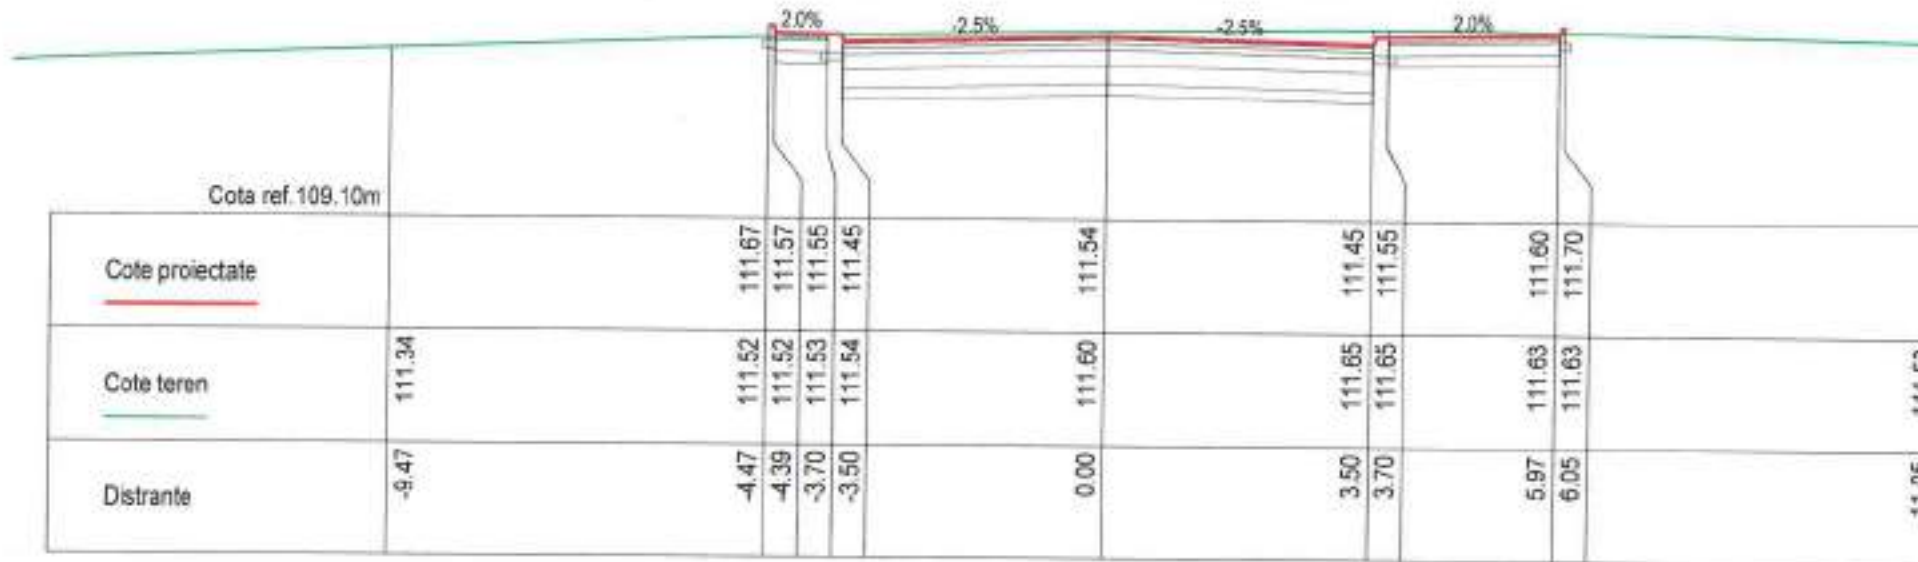 2.0% -2.5% -2.5% 2.0%
Cota ref.109.10m
Cote proiectate 111.67 111.57 111.55 111.45 111.54 111.45 111.55 111.60 111.70
Cote teren 111.34 111.52 111.52 111.53 111.54 111.60 111.65 111.65 111.63 111.63
Distrante -9.47 -4.47 -4.39 -3.70 -3.50 0.00 3.50 3.70 5.97 6.05